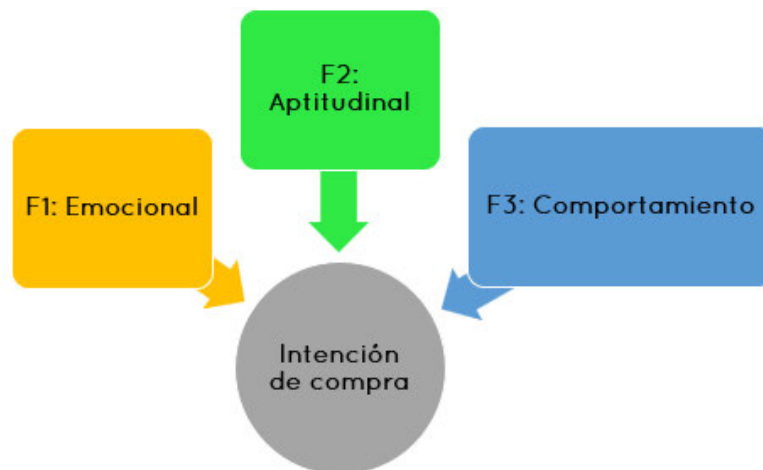 F2:
Aptitudinal
F1: Emocional
F3: Comportamiento
Intención
de compra